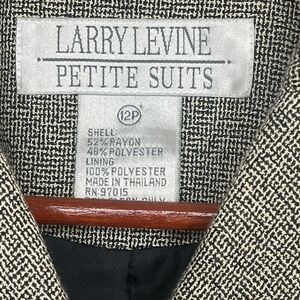 LARRY LEVINE
PETITE SUITS
12P
SHELL:
52% RAYON
48% POLYESTER
LINING:
100% POLYESTER
MADE IN THAILAND
RN:97015